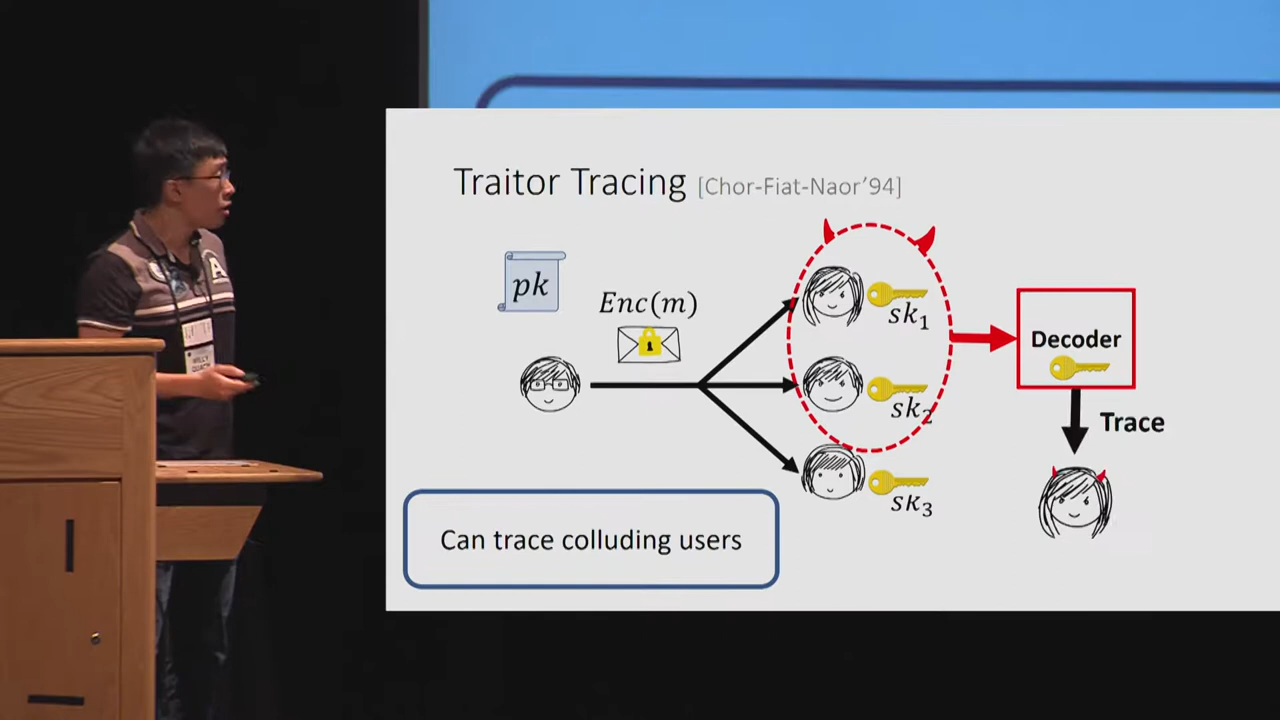 Traitor Tracing [Chor-Fiat-Naor’94]
pk
Enc(m)
sk₁
sk₂
sk₃
Decoder
Trace
Can trace colluding users
A